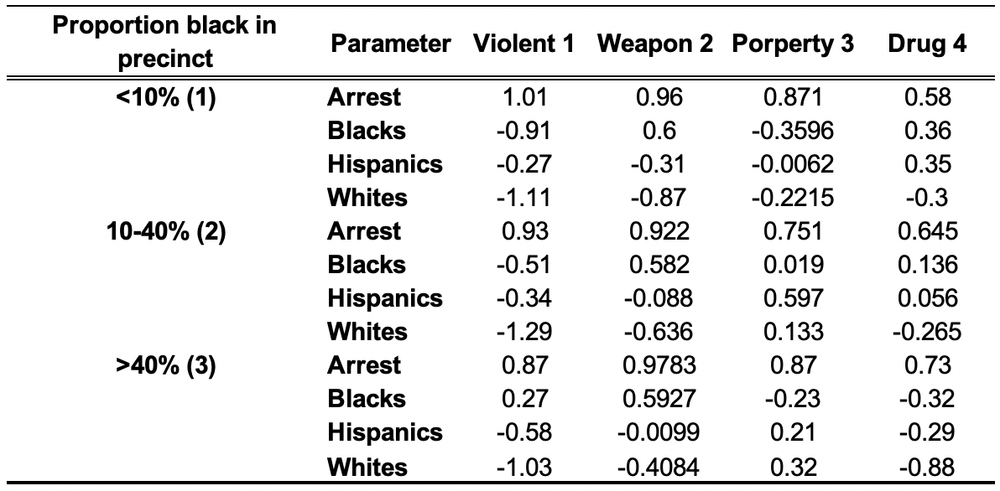 Proportion black in precinct Parameter Violent 1 Weapon 2 Porperty 3 Drug 4
<10% (1) Arrest 1.01 0.96 0.871 0.58
Blacks -0.91 0.6 -0.3596 0.36
Hispanics -0.27 -0.31 -0.0062 0.35
Whites -1.11 -0.87 -0.2215 -0.3
10-40% (2) Arrest 0.93 0.922 0.751 0.645
Blacks -0.51 0.582 0.019 0.136
Hispanics -0.34 -0.088 0.597 0.056
Whites -1.29 -0.636 0.133 -0.265
>40% (3) Arrest 0.87 0.9783 0.87 0.73
Blacks 0.27 0.5927 -0.23 -0.32
Hispanics -0.58 -0.0099 0.21 -0.29
Whites -1.03 -0.4084 0.32 -0.88